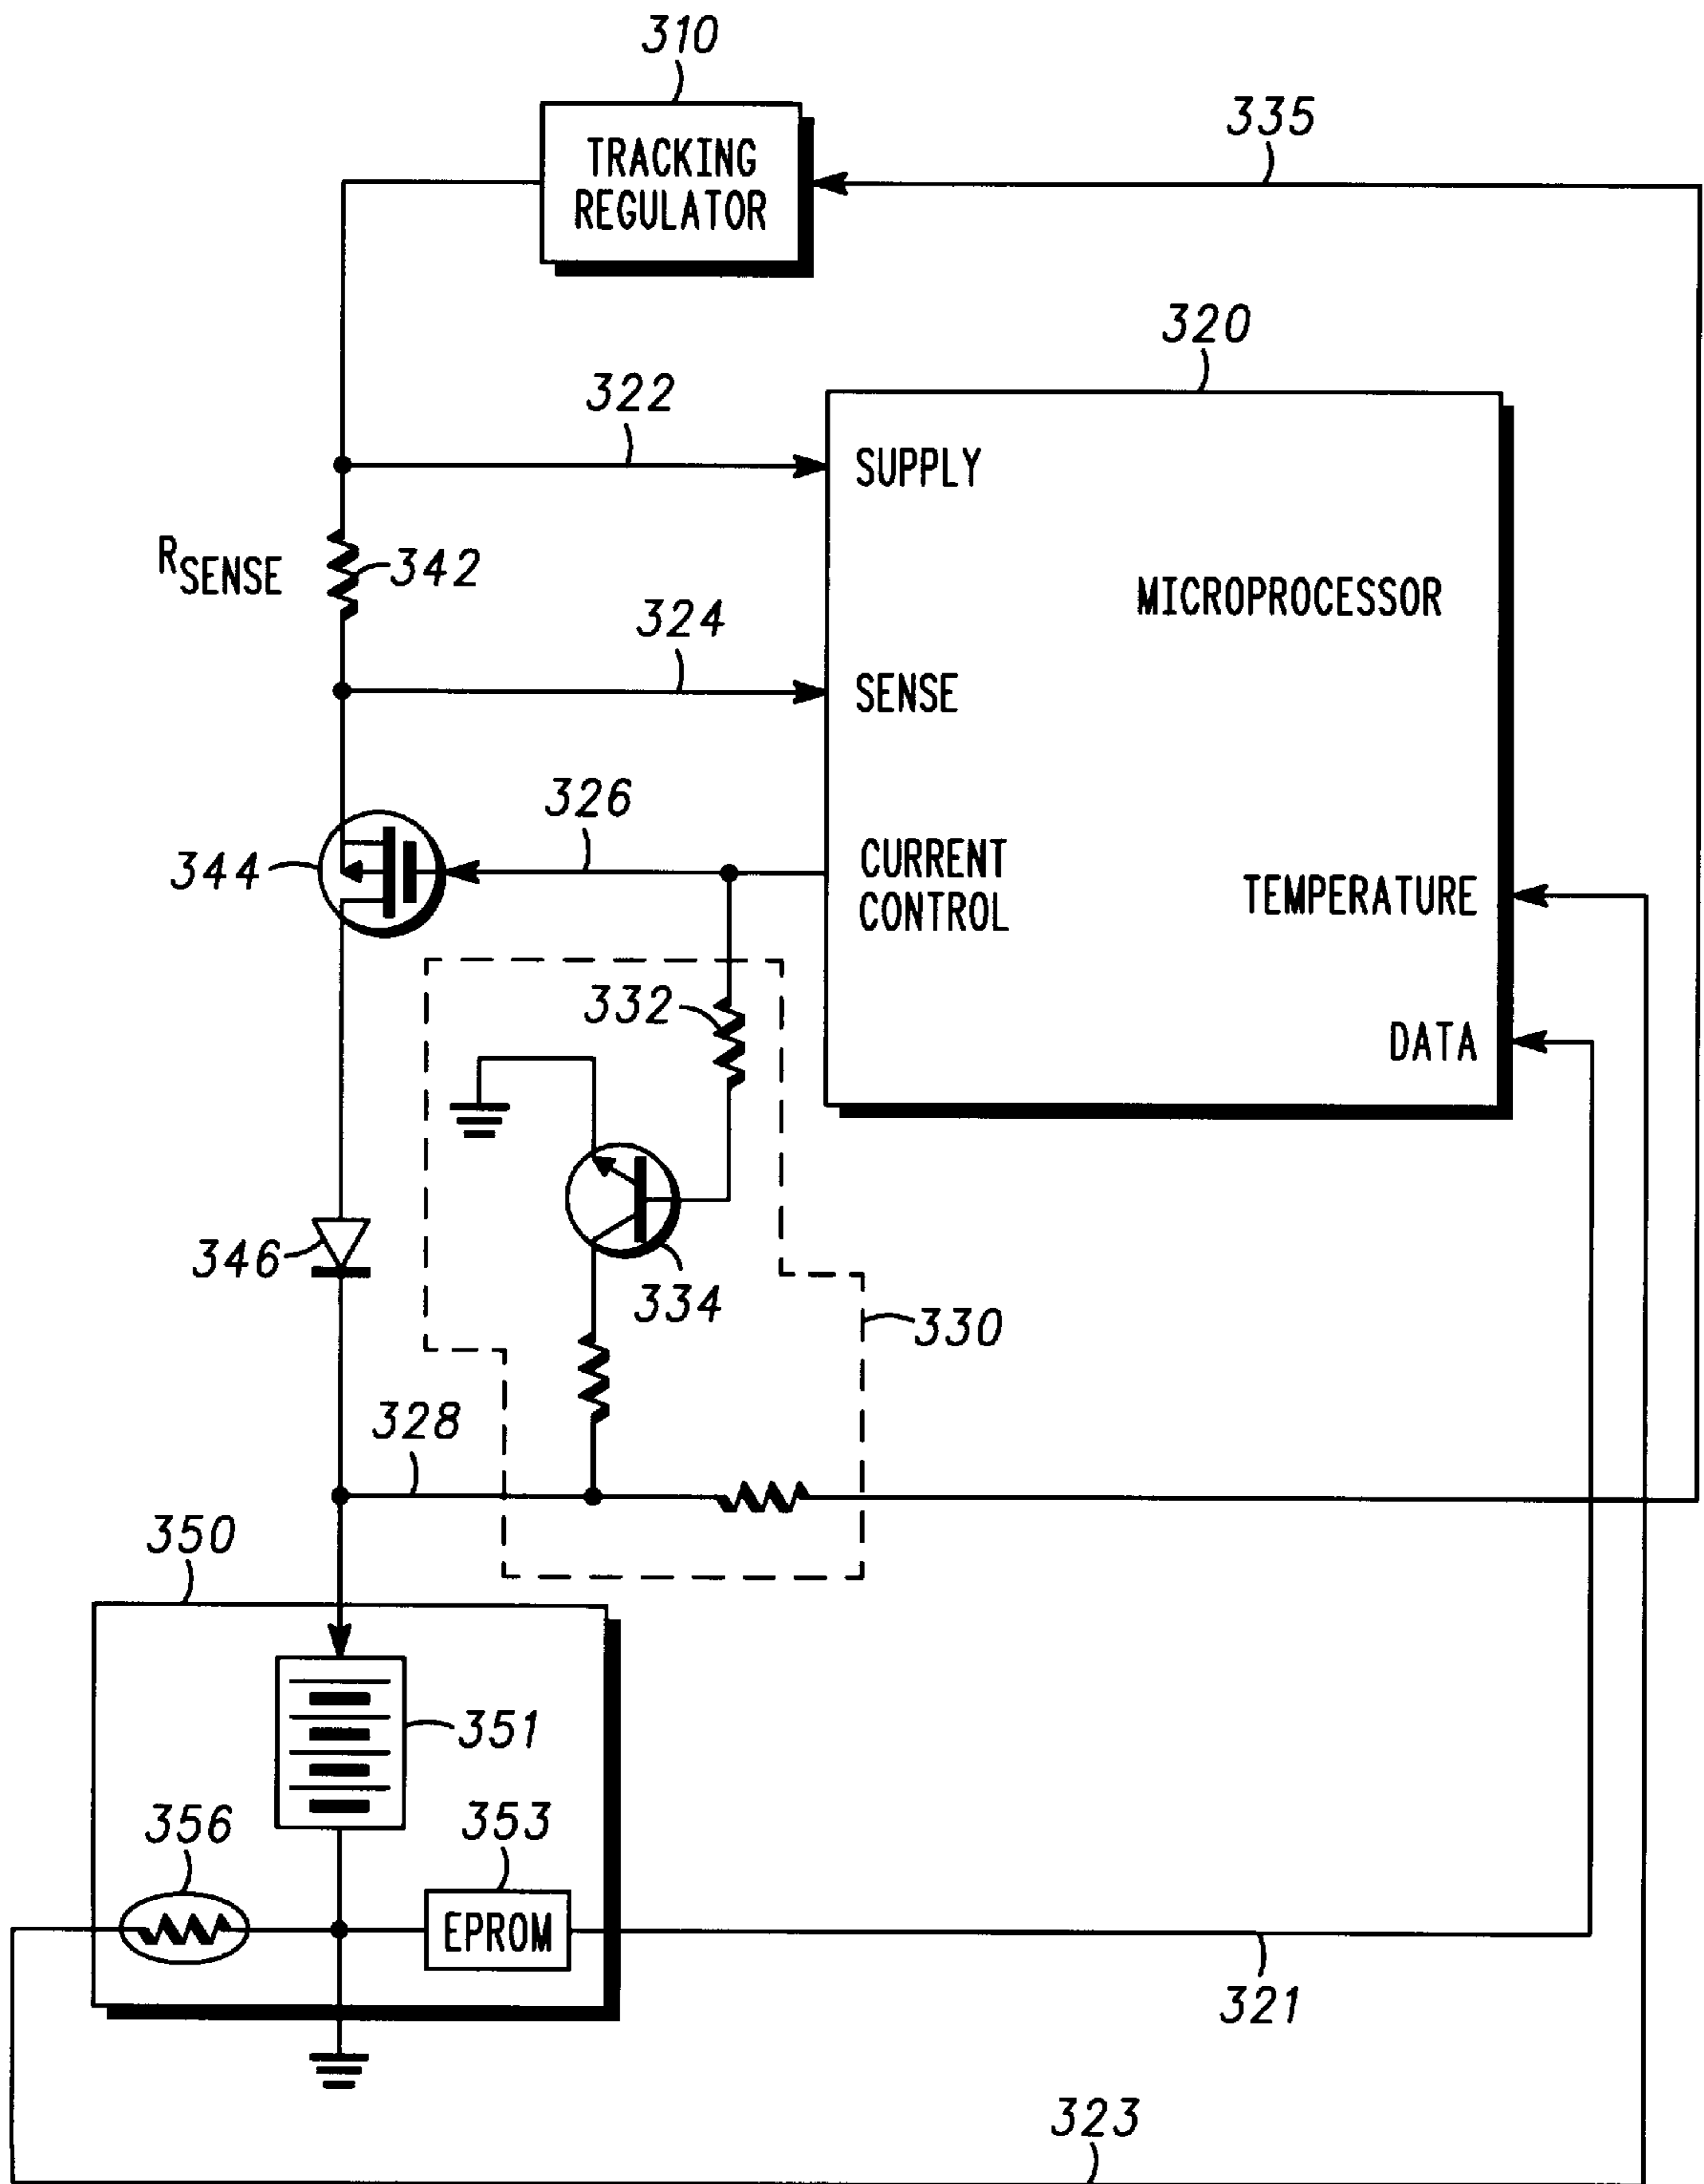 310
TRACKING
REGULATOR
335
320
322
SUPPLY
RSENSE
342
MICROPROCESSOR
324
SENSE
326
344
CURRENT
CONTROL
TEMPERATURE
332
DATA
346
334
330
328
350
351
356
353
EPROM
321
323